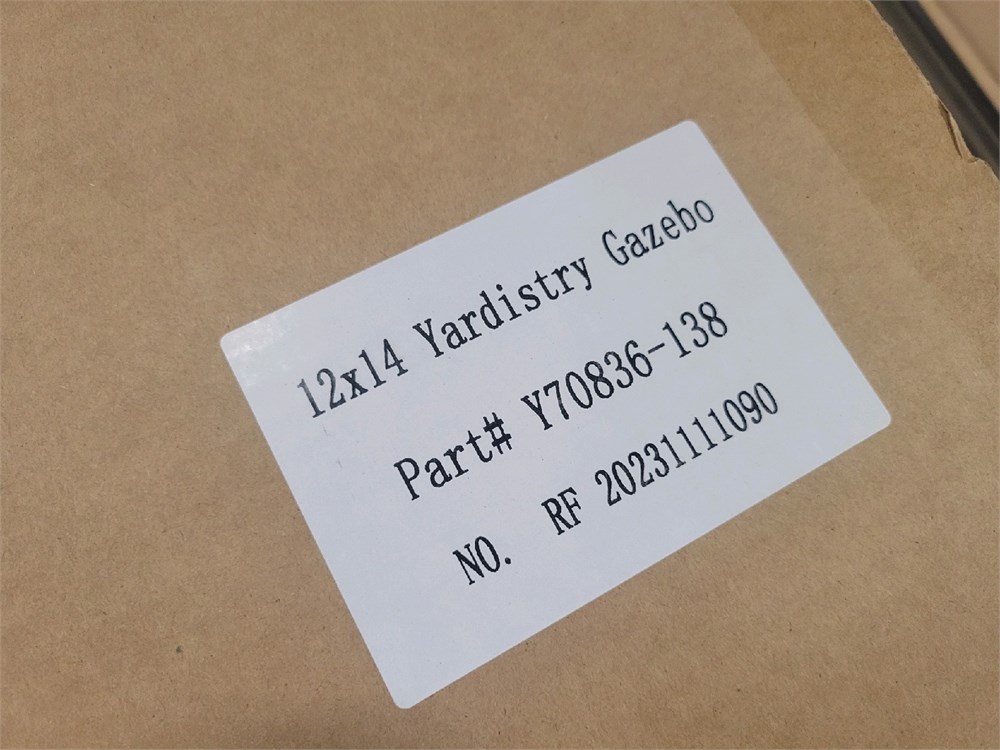 12x14 Yardistry Gazebo
Part# Y70836-138
NO. RF 20231111090